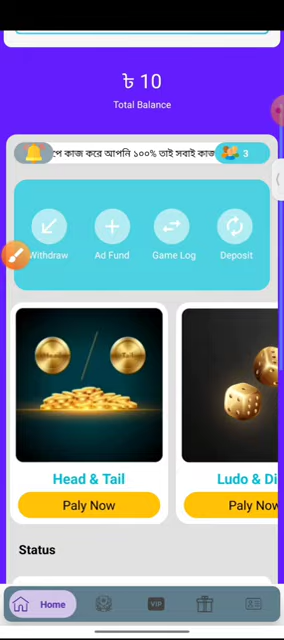 ৳ 10
Total Balance
পে কাজ করে আপনি ১০০% তাই সবাই কাজ
3
Withdraw
Ad Fund
Game Log
Deposit
Head & Tail
Ludo & Di
Paly Now
Paly Now
Status
Home
VIP